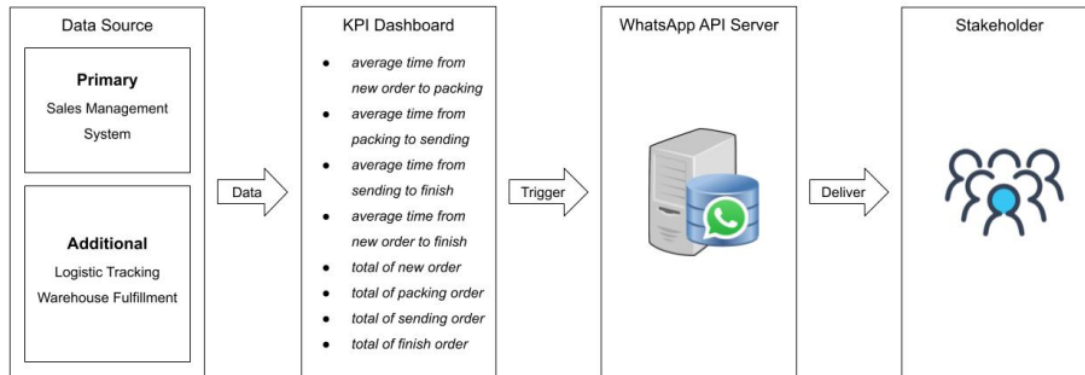 Data Source
Primary
Sales Management
System
Additional
Logistic Tracking
Warehouse Fulfillment
Data
KPI Dashboard
● average time from
new order to packing
● average time from
packing to sending
● average time from
sending to finish
● average time from
new order to finish
● total of new order
● total of packing order
● total of sending order
● total of finish order
Trigger
WhatsApp API Server
Deliver
Stakeholder